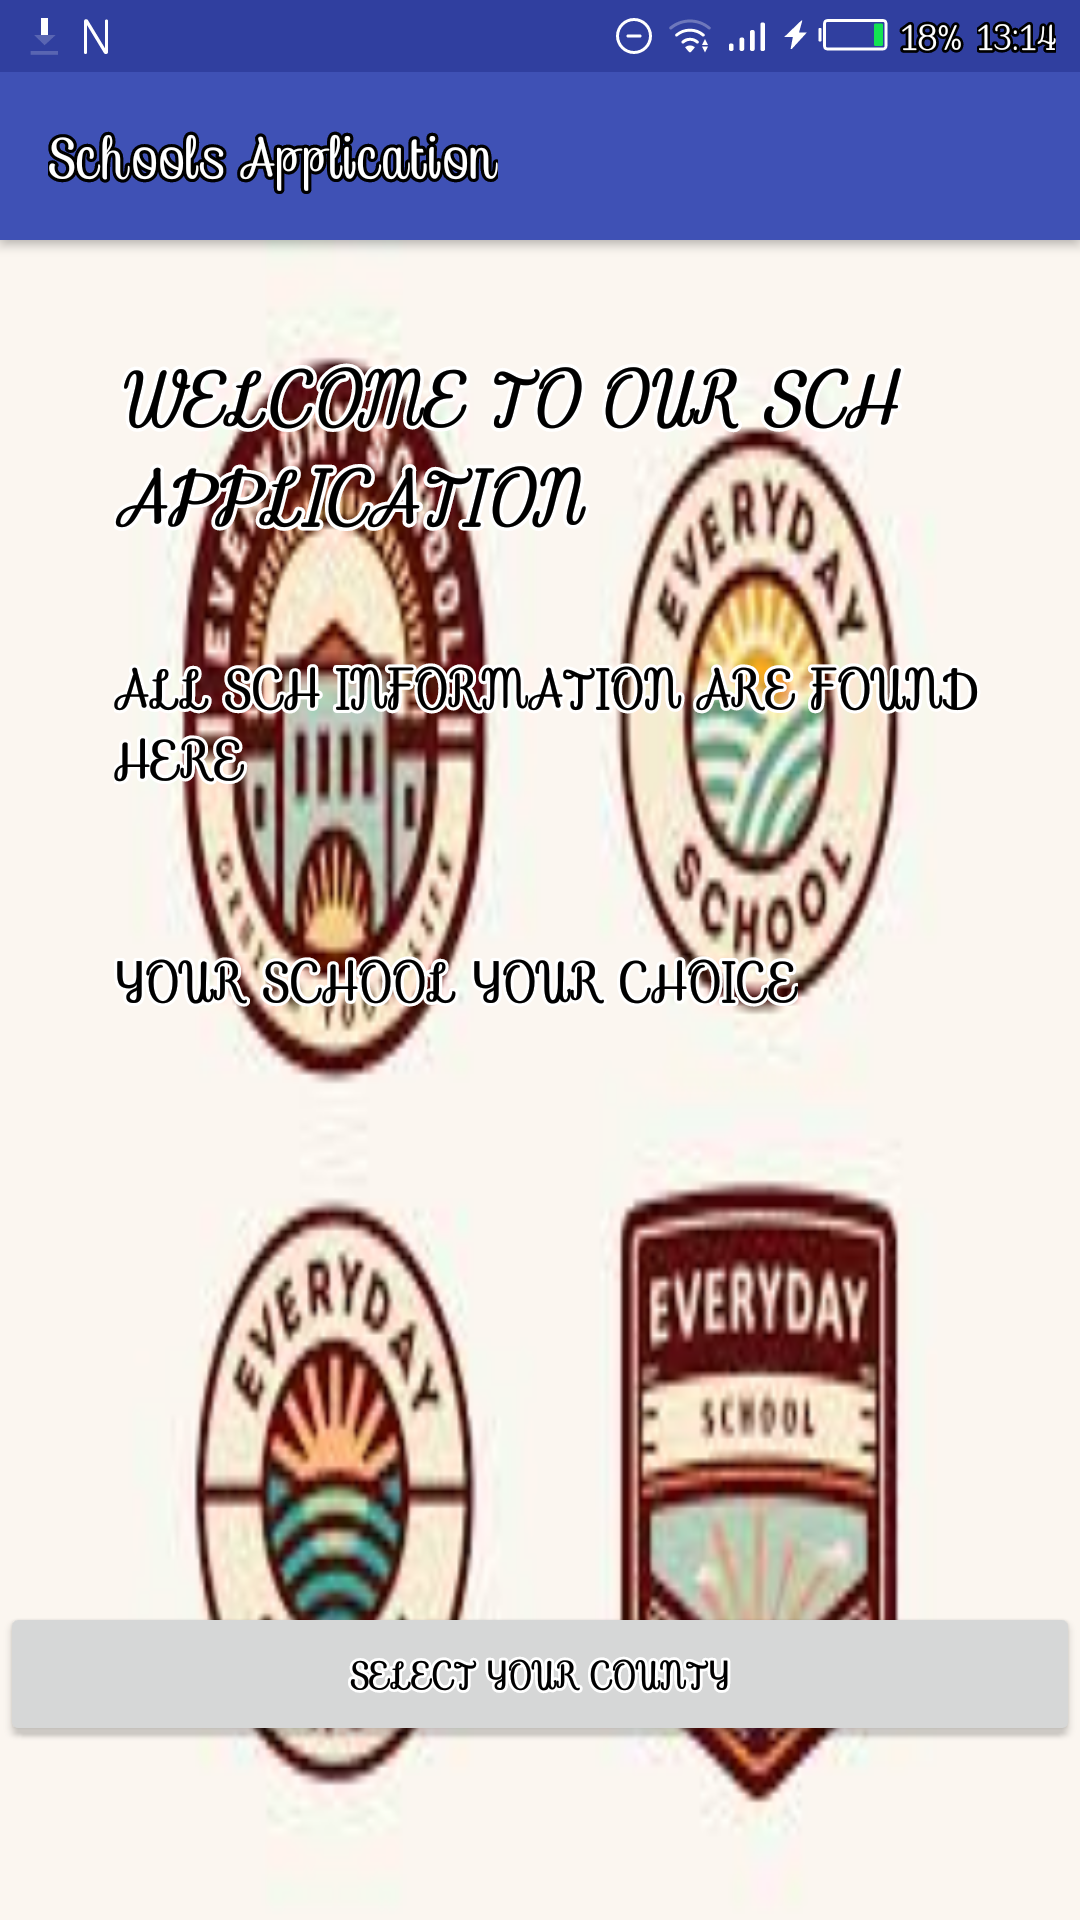 N 18% 13:14
Schools Application
WELCOME TO OUR SCH
APPLICATION
EVERYDAY
ALL SCH INFORMATION ARE FOUND
HERE
SCHOOL
YOUR SCHOOL YOUR CHOICE
EVERYDAY
EVERYDAY
SCHOOL
SELECT YOUR COUNTY